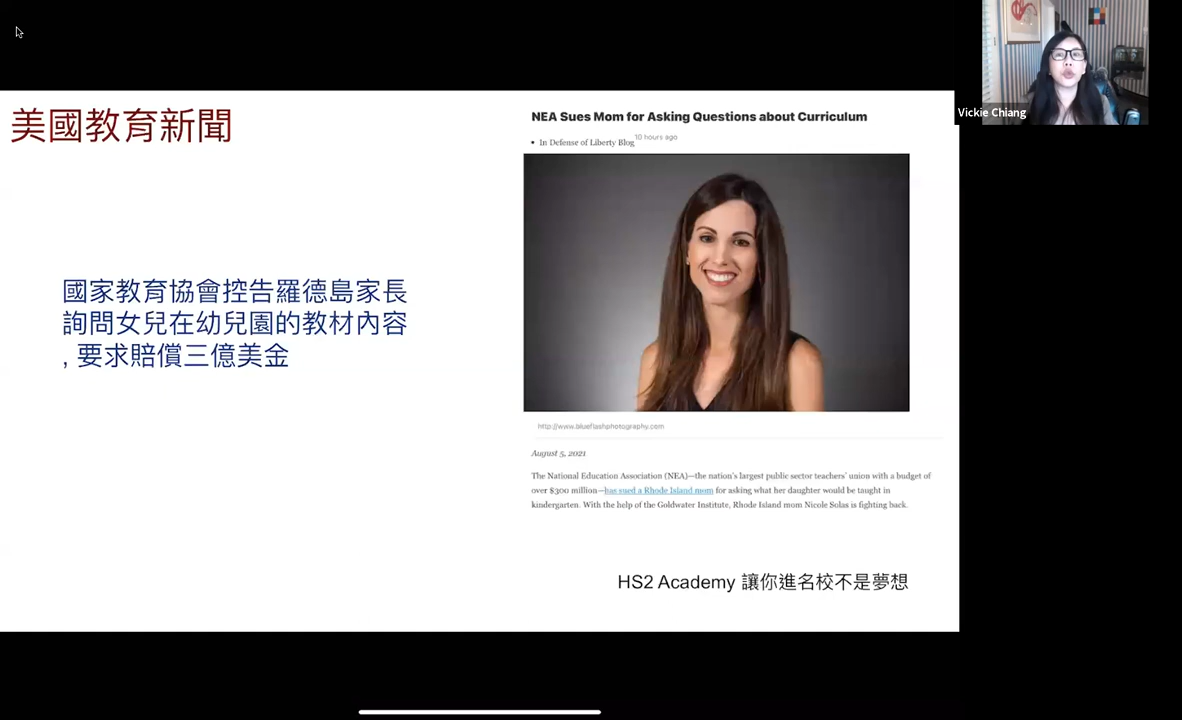 美國教育新聞
國家教育協會控告羅德島家長
詢問女兒在幼兒園的教材內容
, 要求賠償三億美金
NEA Sues Mom for Asking Questions about Curriculum
10 hours ago
• In Defense of Liberty Blog
http://www.blueflashphotography.com
August 5, 2021
The National Education Association (NEA)—the nation's largest public sector teachers' union with a budget of
over $300 million—has sued a Rhode Island mom for asking what her daughter would be taught in
kindergarten. With the help of the Goldwater Institute, Rhode Island mom Nicole Solas is fighting back.
HS2 Academy 讓你進名校不是夢想
Vickie Chiang